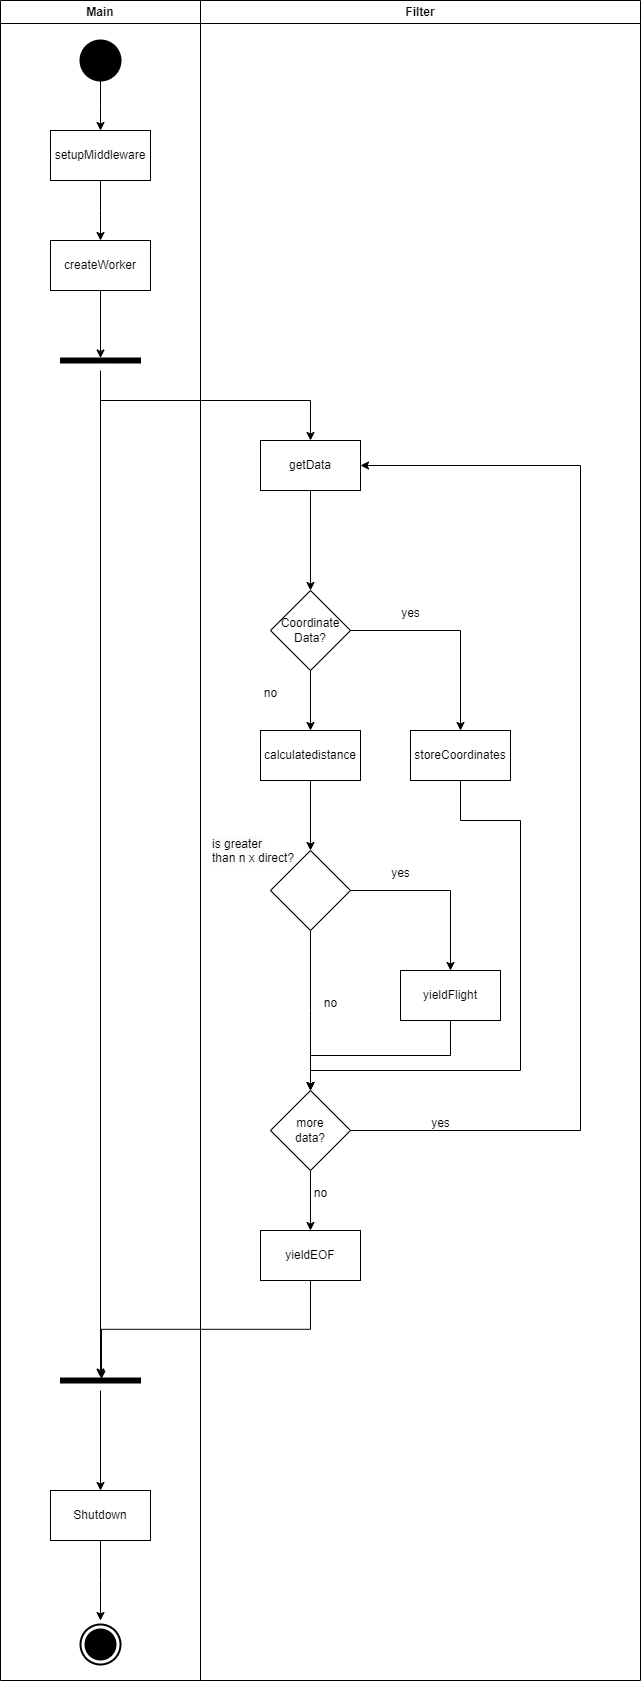 Main
Filter
setupMiddleware
createWorker
getData
Coordinate
Data?
yes
no
calculatedistance
storeCoordinates
is greater
than n x direct?
yes
yieldFlight
no
more
data?
yes
no
yieldEOF
Shutdown